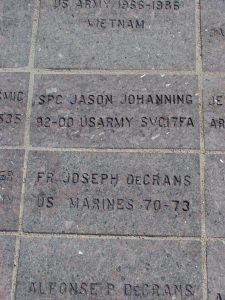 US ARMY 1966-1986
VIETNAM
SPC JASON JOHANNING
92-00 USARMY SVC17FA
FR. JOSEPH DeCRANS
US MARINES 70-73
ALFONSE P. DeCRANS